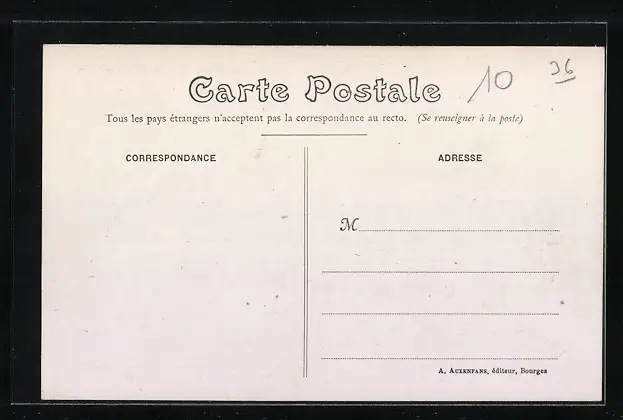 Carte Postale
10
36
Tous les pays étrangers n'acceptent pas la correspondance au recto. (Se renseigner à la poste)
CORRESPONDANCE
ADRESSE
M
A. AUXENFANS, éditeur, Bourges